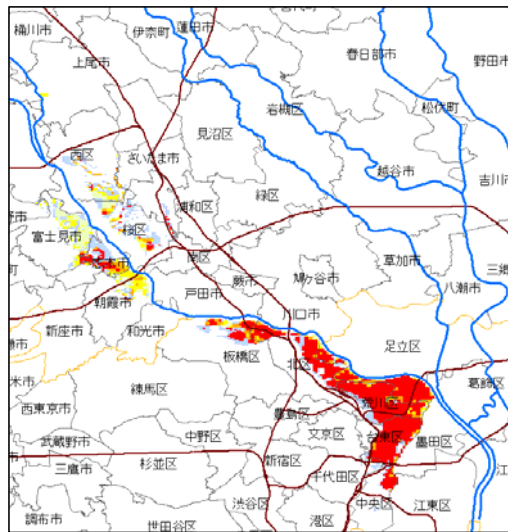 桶川市
伊奈町
蓮田市
上尾市
春日部市
野田市
岩槻区
松伏町
西区
さいたま市
見沼区
越谷市
吉川市
浦和区
緑区
桜区
富士見市
南区
草加市
三郷
蕨市
鳩ヶ谷市
八潮市
戸田市
朝霞市
川口市
新座市
和光市
足立区
板橋区
北区
葛飾区
練馬区
荒川区
西東京市
豊島区
文京区
台東区
墨田区
武蔵野市
中野区
三鷹市
杉並区
新宿区
千代田区
渋谷区
中央区
江東区
調布市
世田谷区
港区